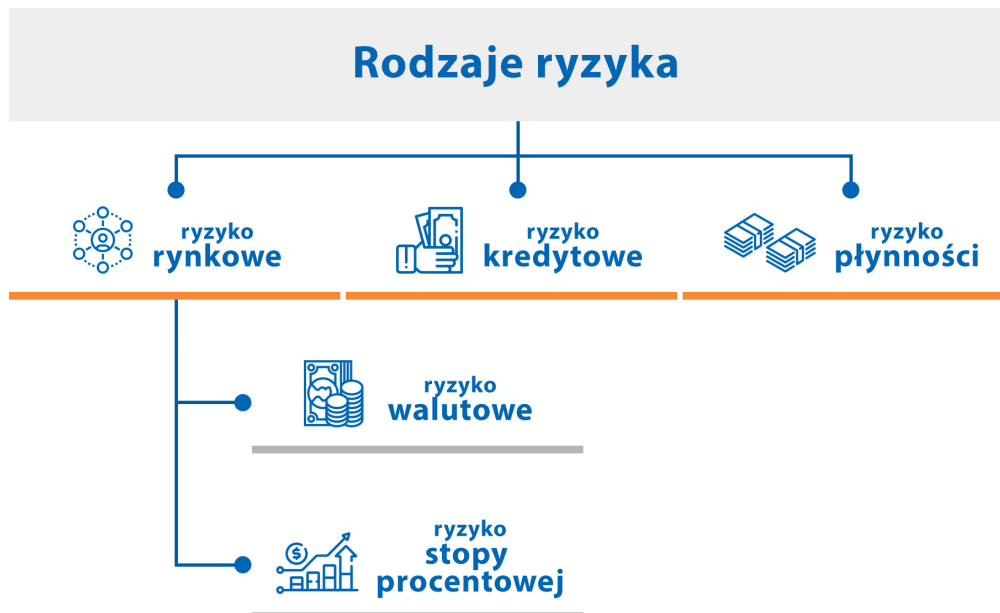 Rodzaje ryzyka
ryzyko
rynkowe
ryzyko
kredytowe
ryzyko
płynności
ryzyko
walutowe
ryzyko
stopy
procentowej